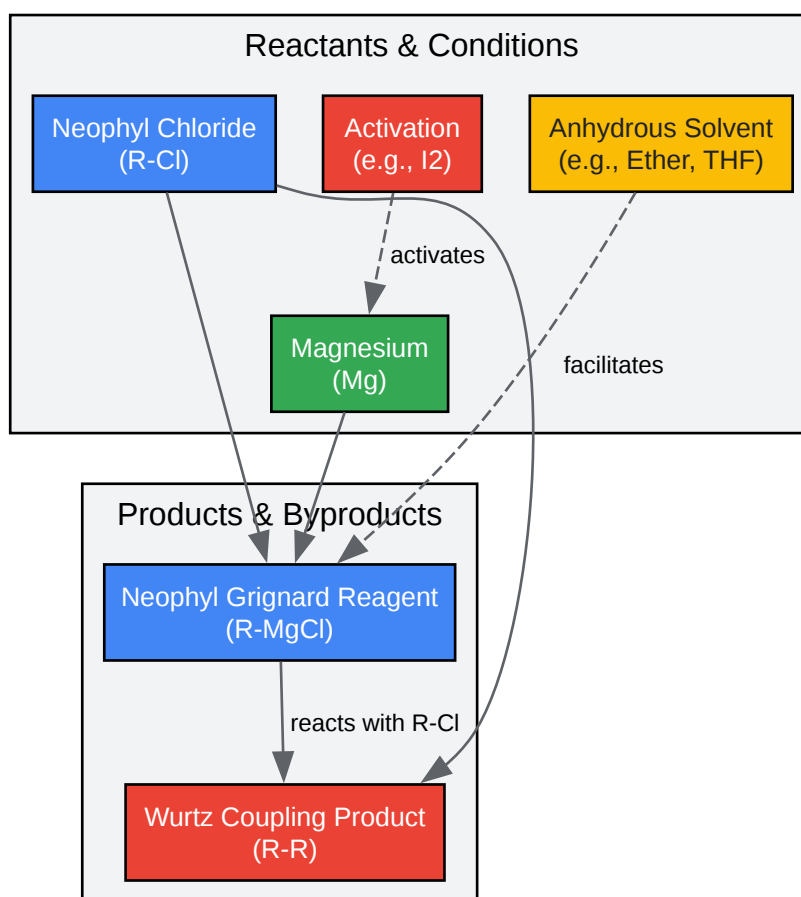 Reactants & Conditions
Neophyl Chloride
(R-Cl)
Activation
(e.g., I2)
Anhydrous Solvent
(e.g., Ether, THF)
activates
Magnesium
(Mg)
facilitates
Products & Byproducts
Neophyl Grignard Reagent
(R-MgCl)
reacts with R-Cl
Wurtz Coupling Product
(R-R)